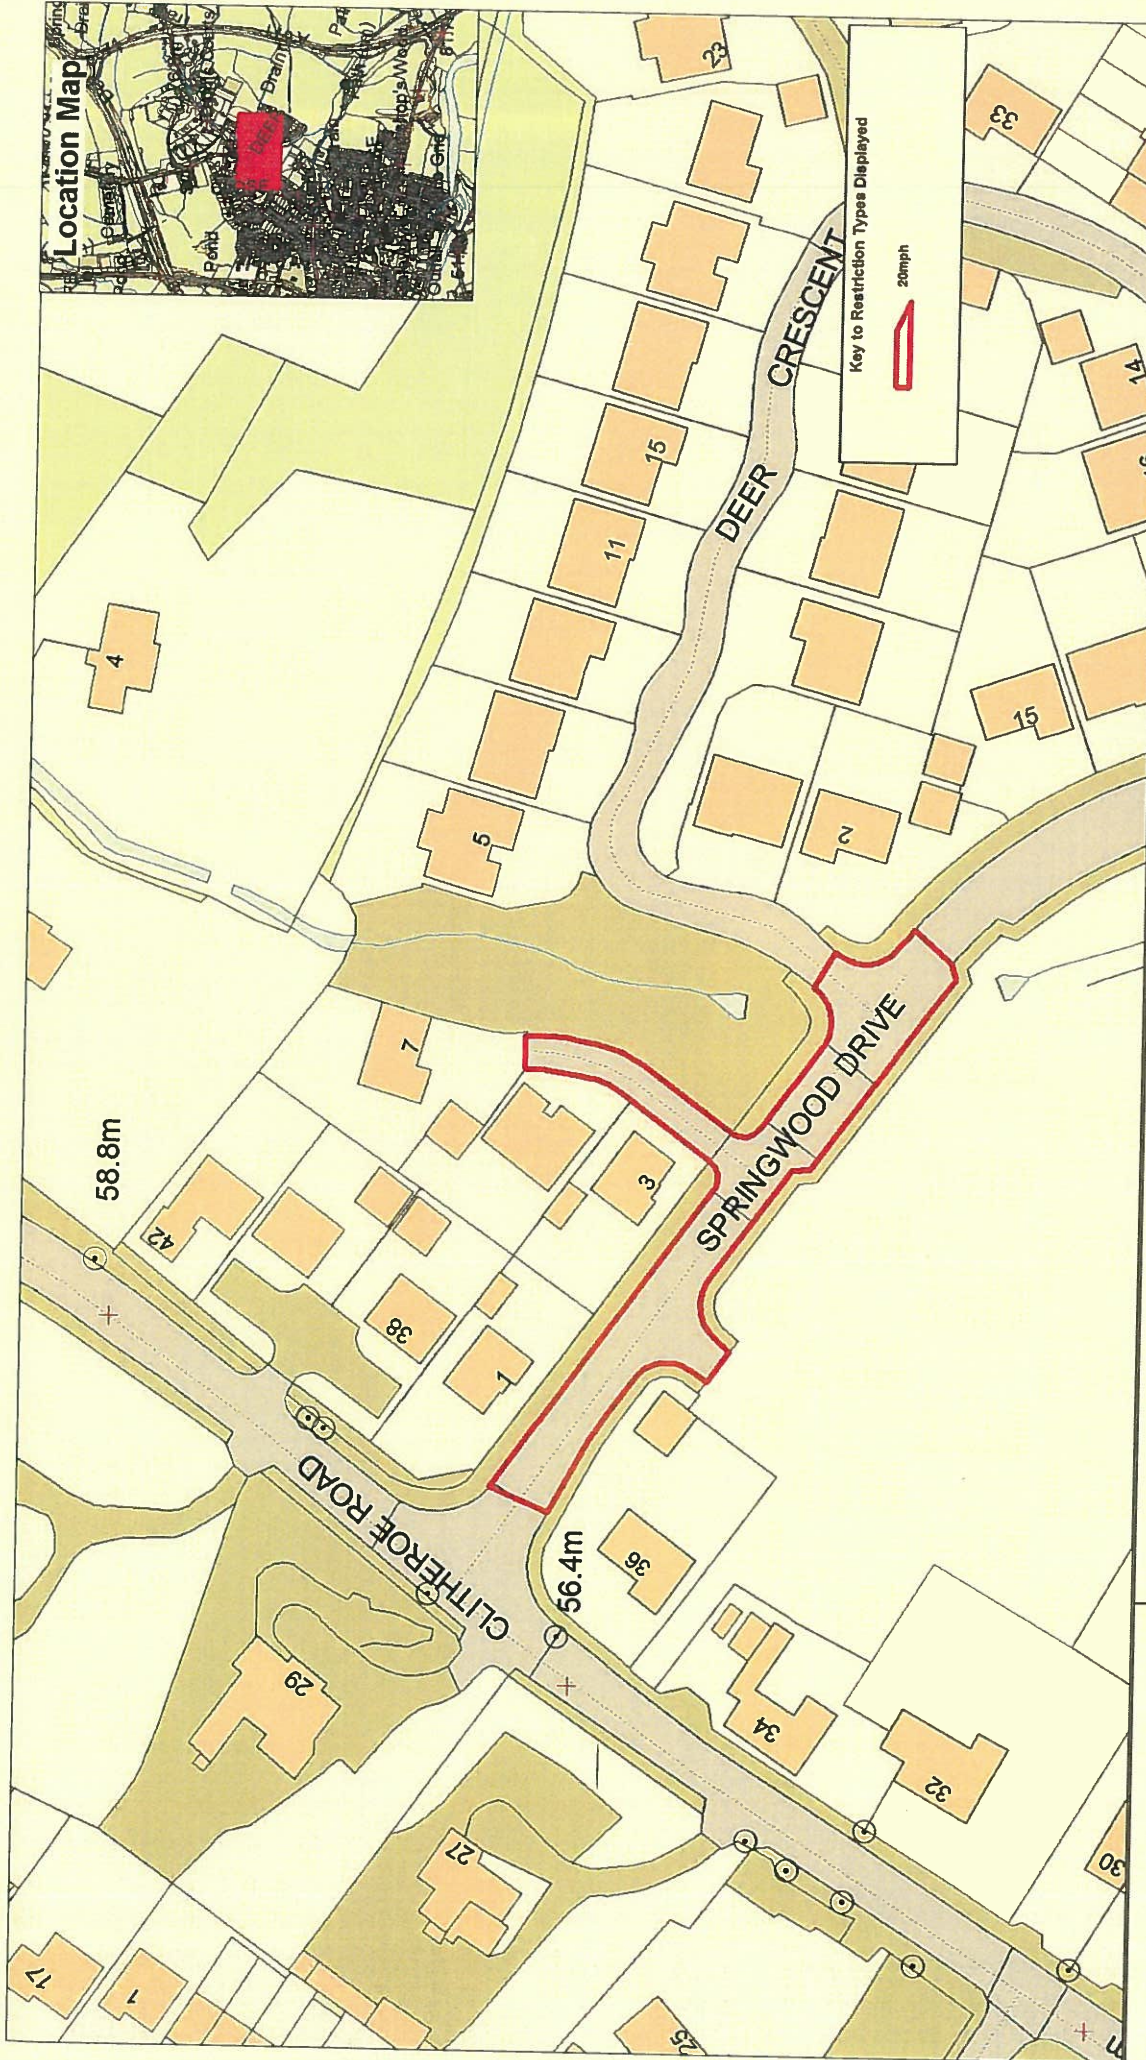 Location Map
Key to Restriction Types Displayed
20mph
DEER CRESCENT
SPRINGWOOD DRIVE
CLITHEROE ROAD
58.8m
56.4m
23
33
15
11
14
4
5
2
15
7
3
42
38
1
36
34
32
30
29
27
25
17
1
Pond
Drain